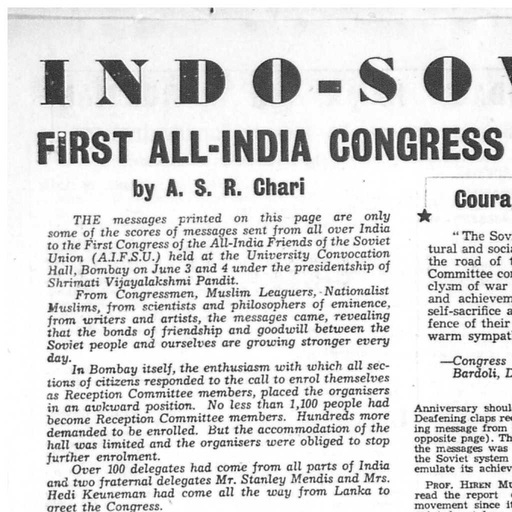 INDO-SOV
FIRST ALL-INDIA CONGRESS
by A. S. R. Chari
THE messages printed on this page are only
some of the scores of messages sent from all over India
to the First Congress of the All-India Friends of the Soviet
Union (A.I.F.S.U.) held at the University Convocation
Hall, Bombay on June 3 and 4 under the presidentship of
Shrimati Vijayalakshmi Pandit.
From Congressmen, Muslim Leaguers, Nationalist
Muslims, from scientists and philosophers of eminence,
from writers and artists, the messages came, revealing
that the bonds of friendship and goodwill between the
Soviet people and ourselves are growing stronger every
day.
In Bombay itself, the enthusiasm with which all sec-
tions of citizens responded to the call to enrol themselves
as Reception Committee members, placed the organisers
in an awkward position. No less than 1,100 people had
become Reception Committee members. Hundreds more
demanded to be enrolled. But the accommodation of the
hall was limited and the organisers were obliged to stop
further enrolment.
Over 100 delegates had come from all parts of India
and two fraternal delegates Mr. Stanley Mendis and Mrs.
Hedi Keuneman had come all the way from Lanka to
greet the Congress.
Coura
"The Sov
tural and socia
the road of t
Committee con
clysm of war
and achievem
self-sacrifice a
fence of their
warm sympat
—Congress
Bardoli, D
Anniversary shoul
Deafening claps rec
ing message from
opposite page). Th
the messages was
the Soviet system
emulate its achiev
PROF. HIREN MU
read the report
movement since it